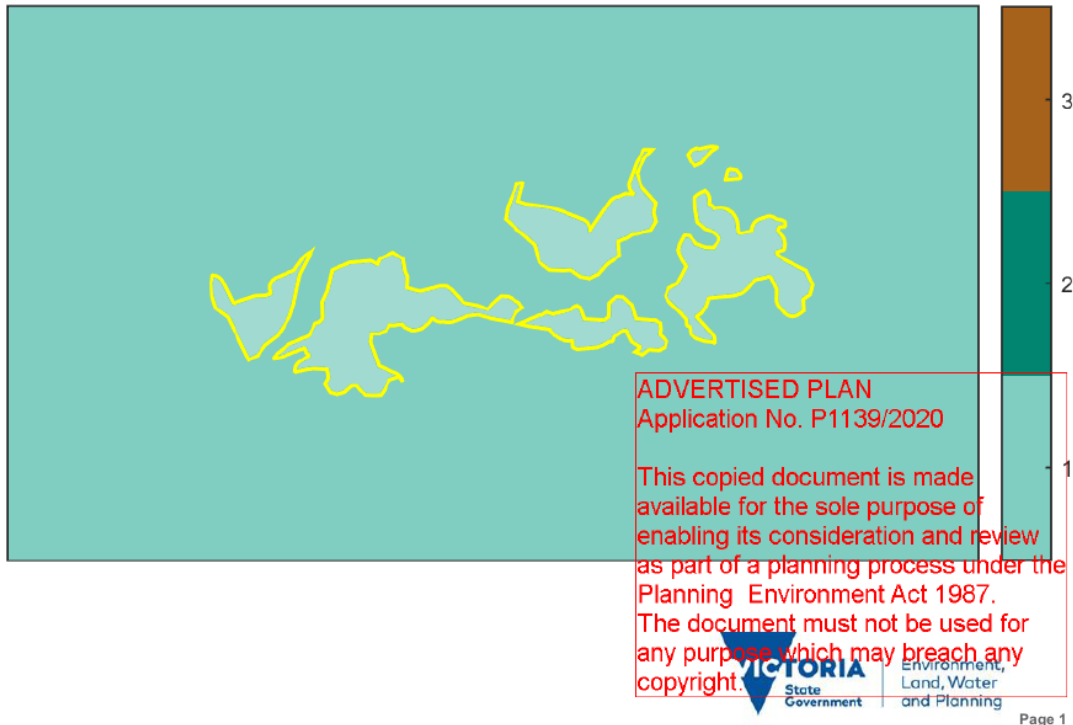 3
2
1
ADVERTISED PLAN
Application No. P1139/2020
This copied document is made
available for the sole purpose of
enabling its consideration and review
as part of a planning process under the
Planning Environment Act 1987.
The document must not be used for
any purpose which may breach any
copyright.
VICTORIA
State
Government
Environment,
Land, Water
and Planning
Page 1